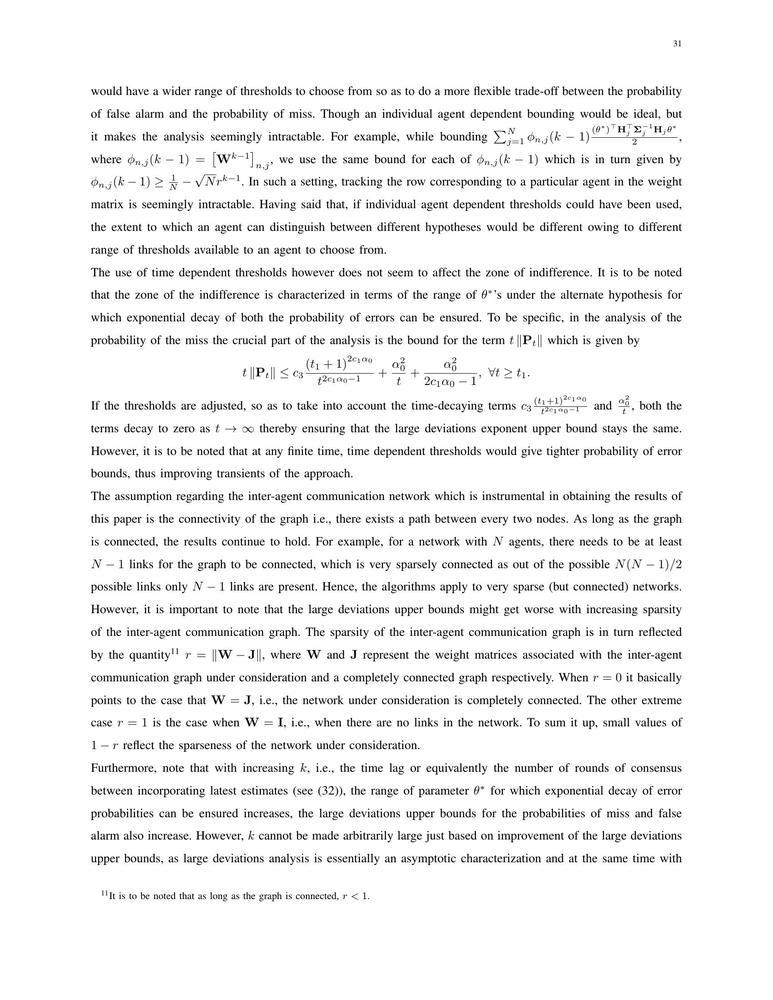 31
would have a wider range of thresholds to choose from so as to do a more flexible trade-off between the probability
of false alarm and the probability of miss. Though an individual agent dependent bounding would be ideal, but
it makes the analysis seemingly intractable. For example, while bounding $\sum_{j=1}^{N} \phi_{n,j}(k-1) \frac{(\theta^*)^\top \mathbf{H}_j^\top \mathbf{\Sigma}_j^{-1} \mathbf{H}_j \theta^*}{2}$,
where $\phi_{n,j}(k-1) = \left[\mathbf{W}^{k-1}\right]_{n,j}$, we use the same bound for each of $\phi_{n,j}(k-1)$ which is in turn given by
$\phi_{n,j}(k-1) \geq \frac{1}{N} - \sqrt{N} r^{k-1}$. In such a setting, tracking the row corresponding to a particular agent in the weight
matrix is seemingly intractable. Having said that, if individual agent dependent thresholds could have been used,
the extent to which an agent can distinguish between different hypotheses would be different owing to different
range of thresholds available to an agent to choose from.
The use of time dependent thresholds however does not seem to affect the zone of indifference. It is to be noted
that the zone of the indifference is characterized in terms of the range of $\theta^*$'s under the alternate hypothesis for
which exponential decay of both the probability of errors can be ensured. To be specific, in the analysis of the
probability of the miss the crucial part of the analysis is the bound for the term $t \|\mathbf{P}_t\|$ which is given by
$t \|\mathbf{P}_t\| \leq c_3 \frac{(t_1+1)^{2c_1\alpha_0}}{t^{2c_1\alpha_0-1}} + \frac{\alpha_0^2}{t} + \frac{\alpha_0^2}{2c_1\alpha_0-1}, \ \forall t \geq t_1.$
If the thresholds are adjusted, so as to take into account the time-decaying terms $c_3 \frac{(t_1+1)^{2c_1\alpha_0}}{t^{2c_1\alpha_0-1}}$ and $\frac{\alpha_0^2}{t}$, both the
terms decay to zero as $t \to \infty$ thereby ensuring that the large deviations exponent upper bound stays the same.
However, it is to be noted that at any finite time, time dependent thresholds would give tighter probability of error
bounds, thus improving transients of the approach.
The assumption regarding the inter-agent communication network which is instrumental in obtaining the results of
this paper is the connectivity of the graph i.e., there exists a path between every two nodes. As long as the graph
is connected, the results continue to hold. For example, for a network with $N$ agents, there needs to be at least
$N-1$ links for the graph to be connected, which is very sparsely connected as out of the possible $N(N-1)/2$
possible links only $N-1$ links are present. Hence, the algorithms apply to very sparse (but connected) networks.
However, it is important to note that the large deviations upper bounds might get worse with increasing sparsity
of the inter-agent communication graph. The sparsity of the inter-agent communication graph is in turn reflected
by the quantity$^{11}$ $r = \|\mathbf{W} - \mathbf{J}\|$, where $\mathbf{W}$ and $\mathbf{J}$ represent the weight matrices associated with the inter-agent
communication graph under consideration and a completely connected graph respectively. When $r = 0$ it basically
points to the case that $\mathbf{W} = \mathbf{J}$, i.e., the network under consideration is completely connected. The other extreme
case $r = 1$ is the case when $\mathbf{W} = \mathbf{I}$, i.e., when there are no links in the network. To sum it up, small values of
$1 - r$ reflect the sparseness of the network under consideration.
Furthermore, note that with increasing $k$, i.e., the time lag or equivalently the number of rounds of consensus
between incorporating latest estimates (see (32)), the range of parameter $\theta^*$ for which exponential decay of error
probabilities can be ensured increases, the large deviations upper bounds for the probabilities of miss and false
alarm also increase. However, $k$ cannot be made arbitrarily large just based on improvement of the large deviations
upper bounds, as large deviations analysis is essentially an asymptotic characterization and at the same time with
$^{11}$It is to be noted that as long as the graph is connected, $r < 1$.